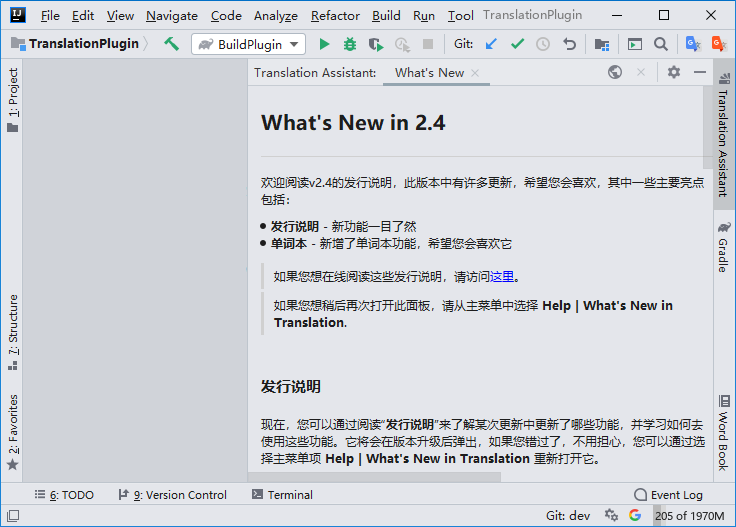 File Edit View Navigate Code Analyze Refactor Build Run Tool TranslationPlugin
TranslationPlugin BuildPlugin Git:
1: Project
7: Structure
2: Favorites
Translation Assistant: What's New
What's New in 2.4
欢迎阅读v2.4的发行说明，此版本中有许多更新，希望您会喜欢，其中一些主要亮点
包括：
发行说明 - 新功能一目了然
单词本 - 新增了单词本功能，希望您会喜欢它
如果您想在线阅读这些发行说明，请访问这里。
如果您想稍后再次打开此面板，请从主菜单中选择 Help | What's New in
Translation.
发行说明
现在，您可以通过阅读“发行说明”来了解某次更新中更新了哪些功能，并学习如何去
使用这些功能。它将会在版本升级后弹出，如果您错过了，不用担心，您可以通过选
择主菜单项 Help | What's New in Translation 重新打开它。
Translation Assistant
Gradle
Word Book
6: TODO 9: Version Control Terminal Event Log
Git: dev 205 of 1970M